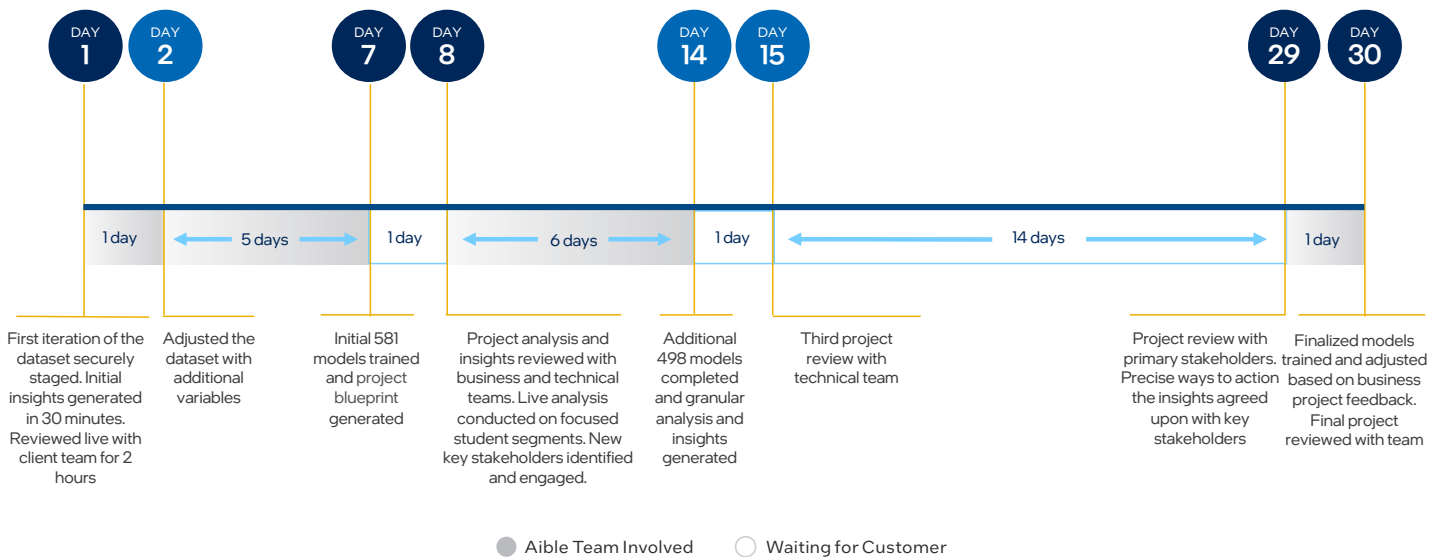 DAY
1
DAY
2
DAY
7
DAY
8
DAY
14
DAY
15
DAY
29
DAY
30
1 day
5 days
1 day
6 days
1 day
14 days
1 day
First iteration of the
dataset securely
staged. Initial
insights generated
in 30 minutes.
Reviewed live with
client team for 2
hours
Adjusted the
dataset with
additional
variables
Initial 581
models trained
and project
blueprint
generated
Project analysis and
insights reviewed with
business and technical
teams. Live analysis
conducted on focused
student segments. New
key stakeholders identified
and engaged.
Additional
498 models
completed
and granular
analysis and
insights
generated
Third project
review with
technical team
Project review with
primary stakeholders.
Precise ways to action
the insights agreed
upon with key
stakeholders
Finalized models
trained and adjusted
based on business
project feedback.
Final project
reviewed with team
Aible Team Involved
Waiting for Customer